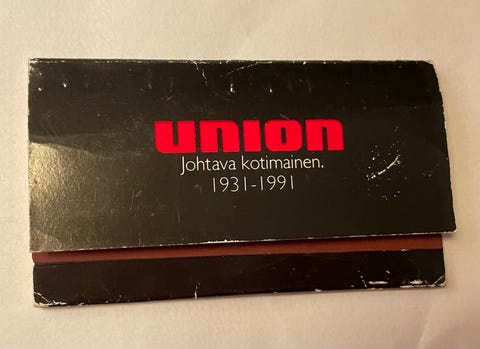 union
Johtava kotimainen.
1931-1991